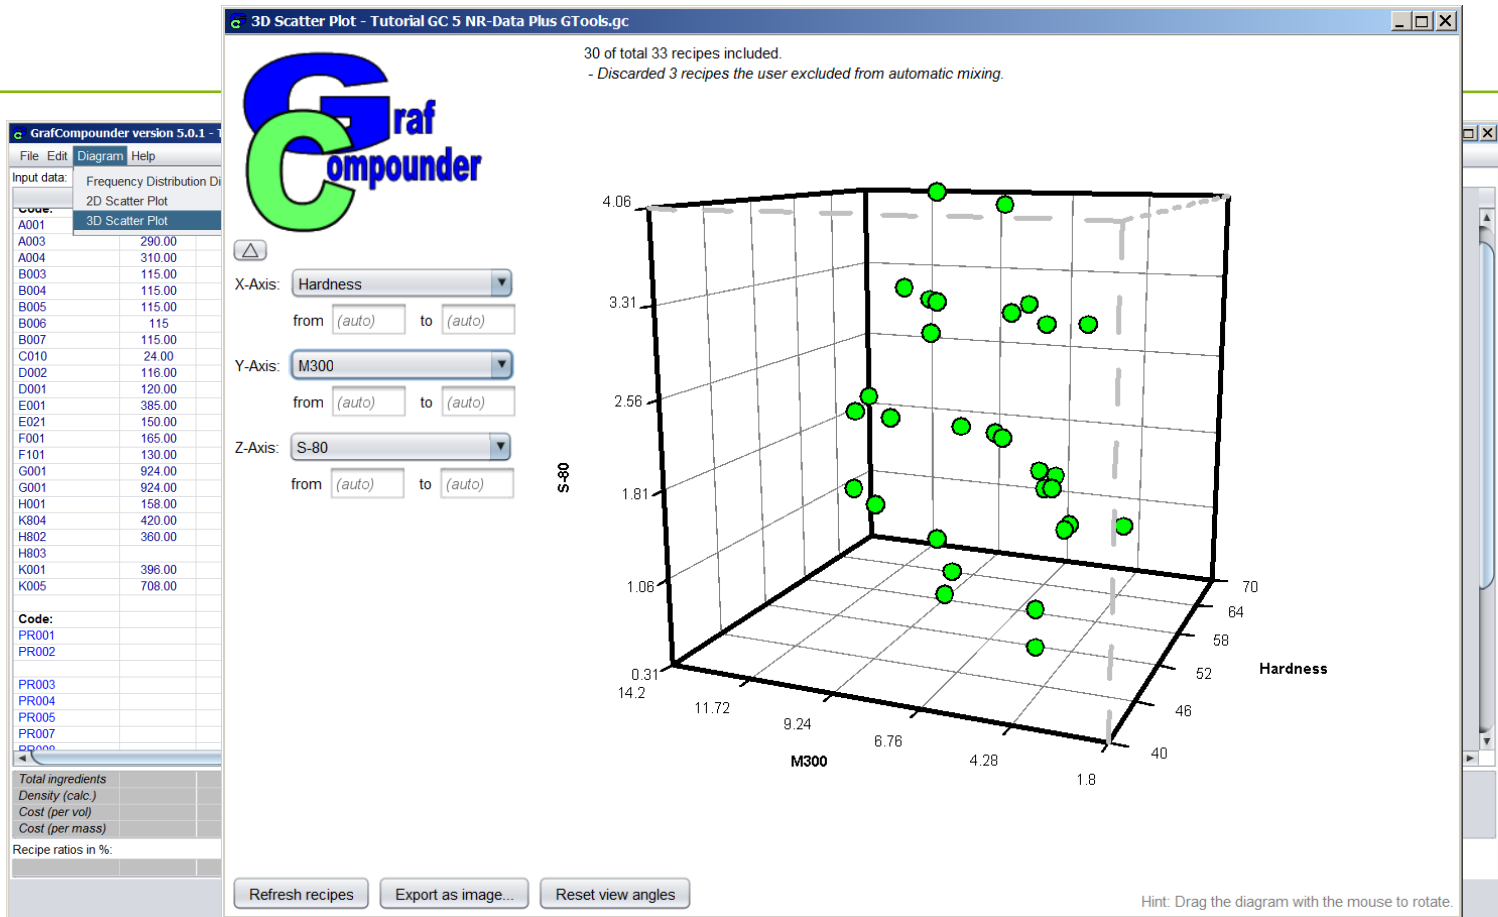 3D Scatter Plot - Tutorial GC 5 NR-Data Plus GTools.gc
30 of total 33 recipes included.
- Discarded 3 recipes the user excluded from automatic mixing.
Graf
Compounder
GrafCompounder version 5.0.1 -
File Edit Diagram Help
Input data:
Frequency Distribution
2D Scatter Plot
3D Scatter Plot
Code:
A001
A003 290.00
A004 310.00
B003 115.00
B004 115.00
B005 115.00
B006 115
B007 115.00
C010 24.00
D002 116.00
D001 120.00
E001 385.00
E021 150.00
F001 165.00
F101 130.00
G001 924.00
G001 924.00
H001 158.00
K804 420.00
H802 360.00
H803
K001 396.00
K005 708.00
Code:
PR001
PR002
PR003
PR004
PR005
PR007
Total ingredients
Density (calc.)
Cost (per vol)
Cost (per mass)
Recipe ratios in %:
X-Axis: Hardness
from (auto) to (auto)
Y-Axis: M300
from (auto) to (auto)
Z-Axis: S-80
from (auto) to (auto)
4.06
3.31
2.56
1.81
1.06
0.31
S-80
14.2
11.72
9.24
6.76
4.28
1.8
M300
70
64
58
52
46
40
Hardness
Refresh recipes Export as image... Reset view angles
Hint: Drag the diagram with the mouse to rotate.